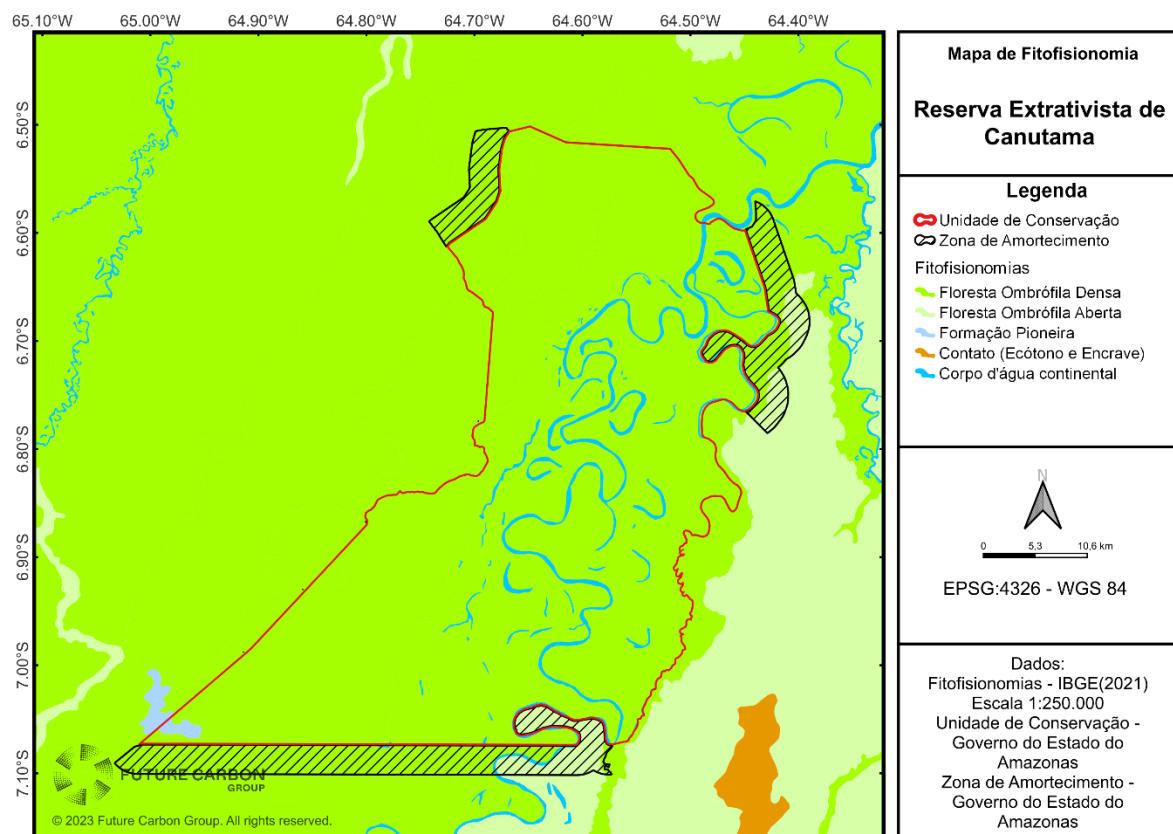 65.10°W 65.00°W 64.90°W 64.80°W 64.70°W 64.60°W 64.50°W 64.40°W
6.50°S
6.60°S
6.70°S
6.80°S
6.90°S
7.00°S
7.10°S
FUTURE CARBON
GROUP
© 2023 Future Carbon Group. All rights reserved.
Mapa de Fitofisionomia
Reserva Extrativista de
Canutama
Legenda
Unidade de Conservação
Zona de Amortecimento
Fitofisionomias
Floresta Ombrófila Densa
Floresta Ombrófila Aberta
Formação Pioneira
Contato (Ecótono e Encrave)
Corpo d'água continental
N
0 5,3 10,6 km
EPSG:4326 - WGS 84
Dados:
Fitofisionomias - IBGE(2021)
Escala 1:250.000
Unidade de Conservação -
Governo do Estado do
Amazonas
Zona de Amortecimento -
Governo do Estado do
Amazonas